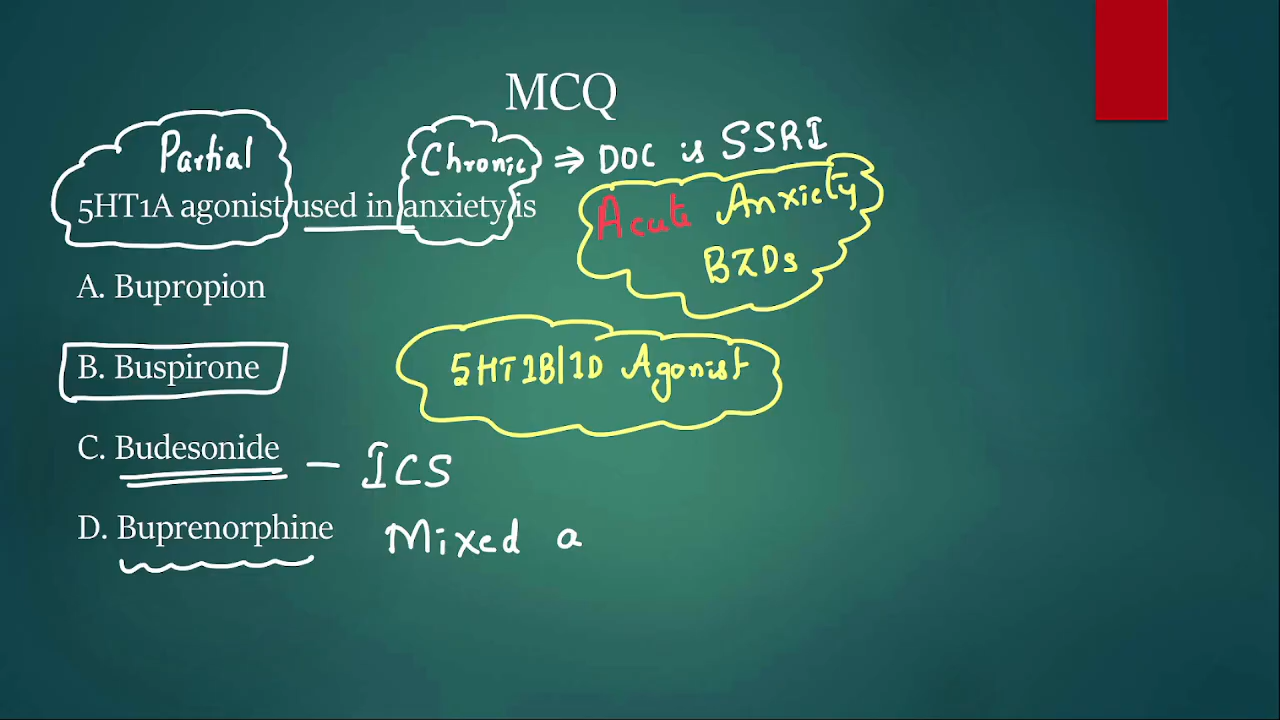 MCQ
Partial
Chronic ⇒ DOC is SSRI
5HT1A agonist used in anxiety is
Acute Anxiety
BZDs
A. Bupropion
B. Buspirone
5HT1B/1D Agonist
C. Budesonide – ICS
D. Buprenorphine Mixed a